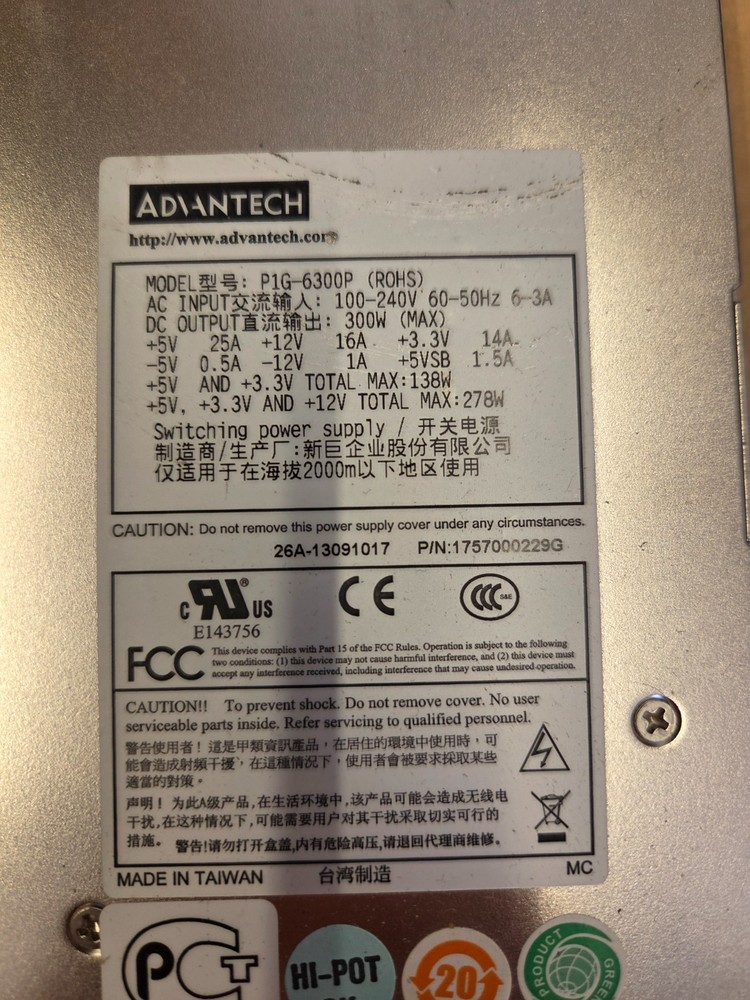 ADVANTECH
http://www.advantech.com
MODEL型号: P1G-6300P (ROHS)
AC INPUT交流输入: 100-240V 60-50Hz 6-3A
DC OUTPUT直流输出: 300W (MAX)
+5V 25A +12V 16A +3.3V 14A
-5V 0.5A -12V 1A +5VSB 1.5A
+5V AND +3.3V TOTAL MAX:138W
+5V, +3.3V AND +12V TOTAL MAX:278W
Switching power supply / 开关电源
制造商/生产厂:新巨企业股份有限公司
仅适用于在海拔2000m以下地区使用
CAUTION: Do not remove this power supply cover under any circumstances.
26A-13091017 P/N:1757000229G
c RU ® US CE CCC S&E
E143756
FCC This device complies with Part 15 of the FCC Rules. Operation is subject to the following
two conditions: (1) this device may not cause harmful interference, and (2) this device must
accept any interference received, including interference that may cause undesired operation.
CAUTION!! To prevent shock. Do not remove cover. No user
serviceable parts inside. Refer servicing to qualified personnel.
警告使用者！這是甲類資訊產品，在居住的環境中使用時，可
能會造成射頻干擾，在這種情況下，使用者會被要求採取某些
適當的對策。
声明！为此A级产品,在生活环境中,该产品可能会造成无线电
干扰,在这种情况下,可能需要用户对其干扰采取切实可行的
措施。 警告!请勿打开盒盖,内有危险高压,请退回代理商维修。
MADE IN TAIWAN 台湾制造 MC
PCT
HI-POT
20
PRODUCT